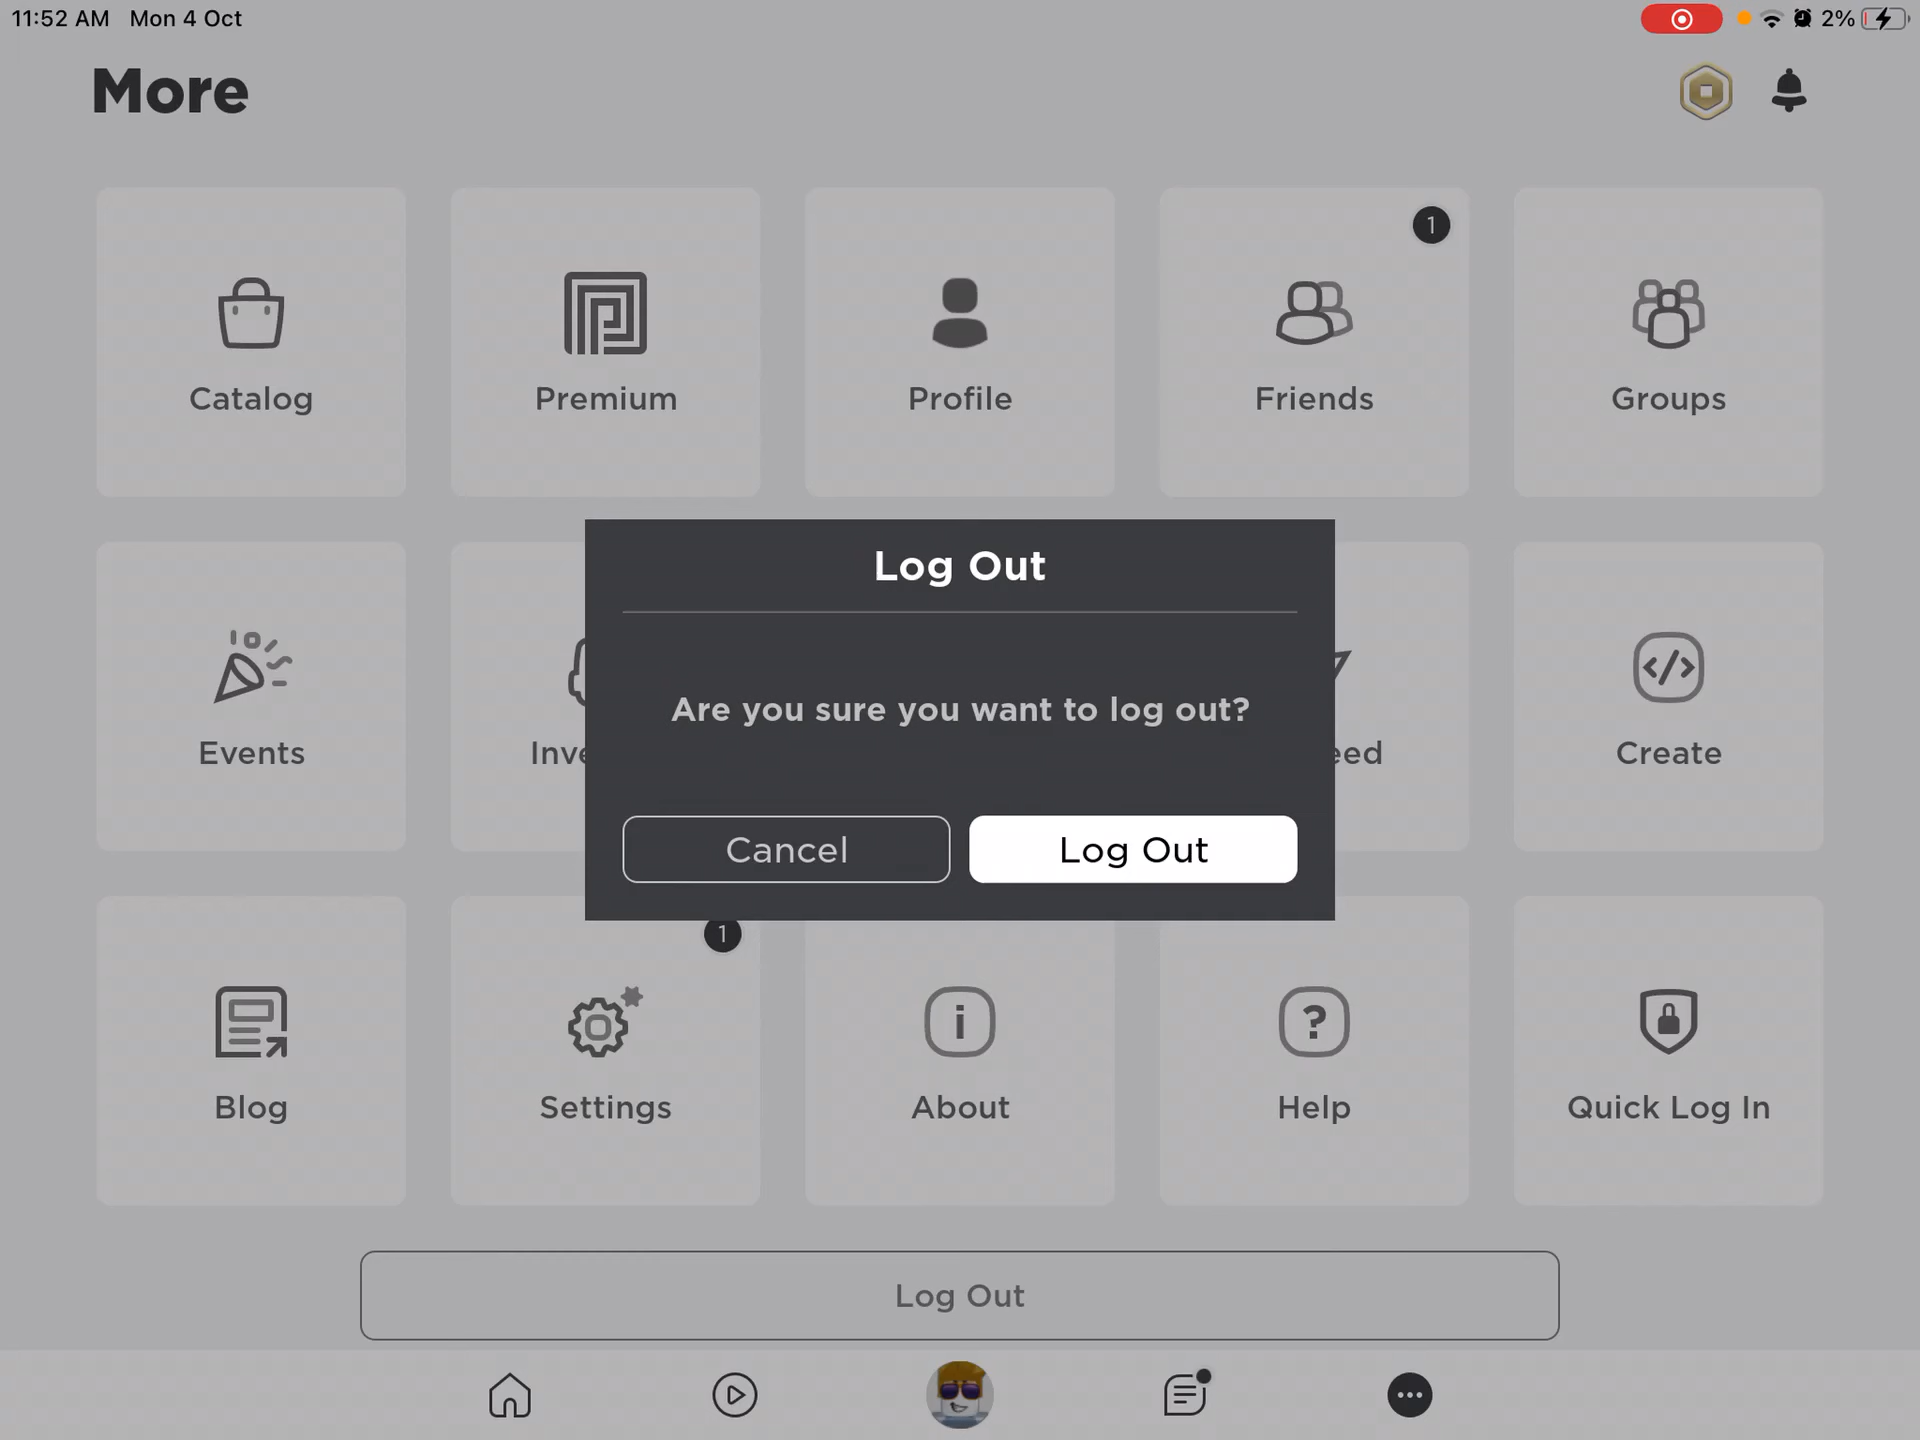 11:52 AM Mon 4 Oct 2%
More
1
Catalog Premium Profile Friends Groups
Log Out
Are you sure you want to log out?
Events Inve eed Create
Cancel Log Out
1
Blog Settings About Help Quick Log In
Log Out